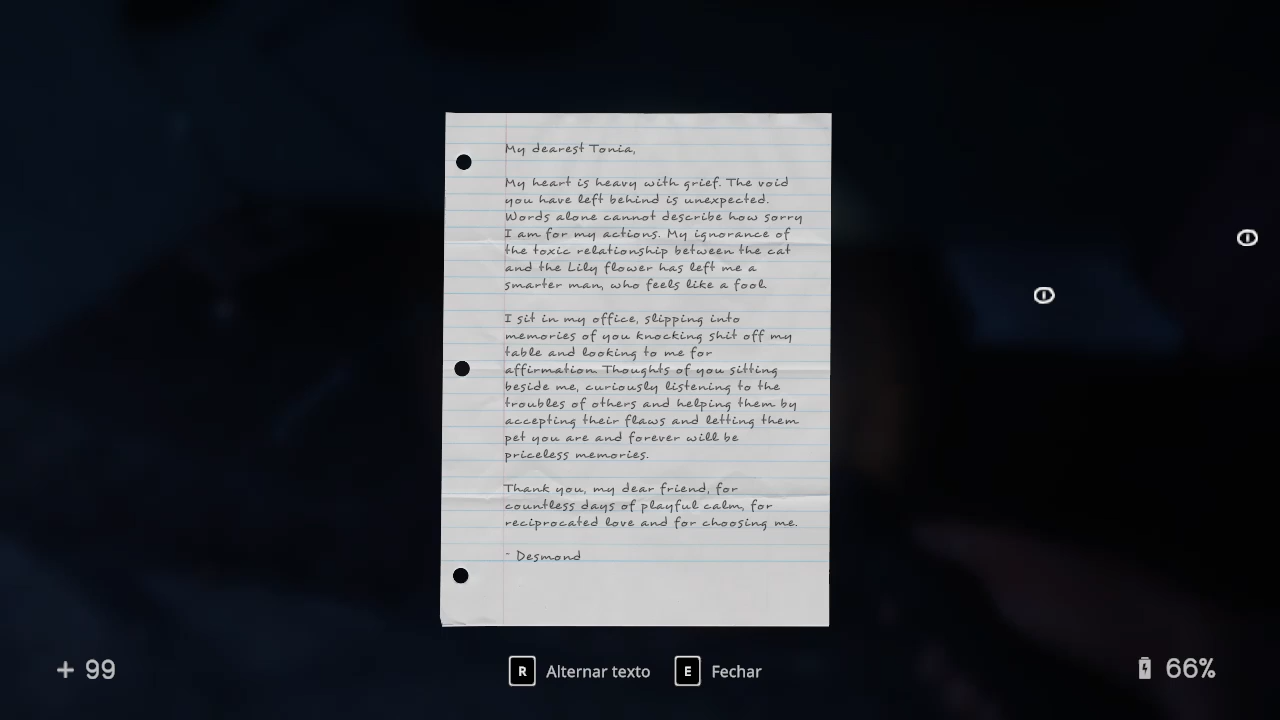 My dearest Tonia,
My heart is heavy with grief. The void
you have left behind is unexpected.
Words alone cannot describe how sorry
I am for my actions. My ignorance of
the toxic relationship between the cat
and the Lily flower has left me a
smarter man, who feels like a fool.
I sit in my office, slipping into
memories of you knocking shit off my
table and looking to me for
affirmation. Thoughts of you sitting
beside me, curiously listening to the
troubles of others and helping them by
accepting their flaws and letting them
pet you are and forever will be
priceless memories.
Thank you, my dear friend, for
countless days of playful calm, for
reciprocated love and for choosing me.
- Desmond
+ 99
R Alternar texto E Fechar
66%